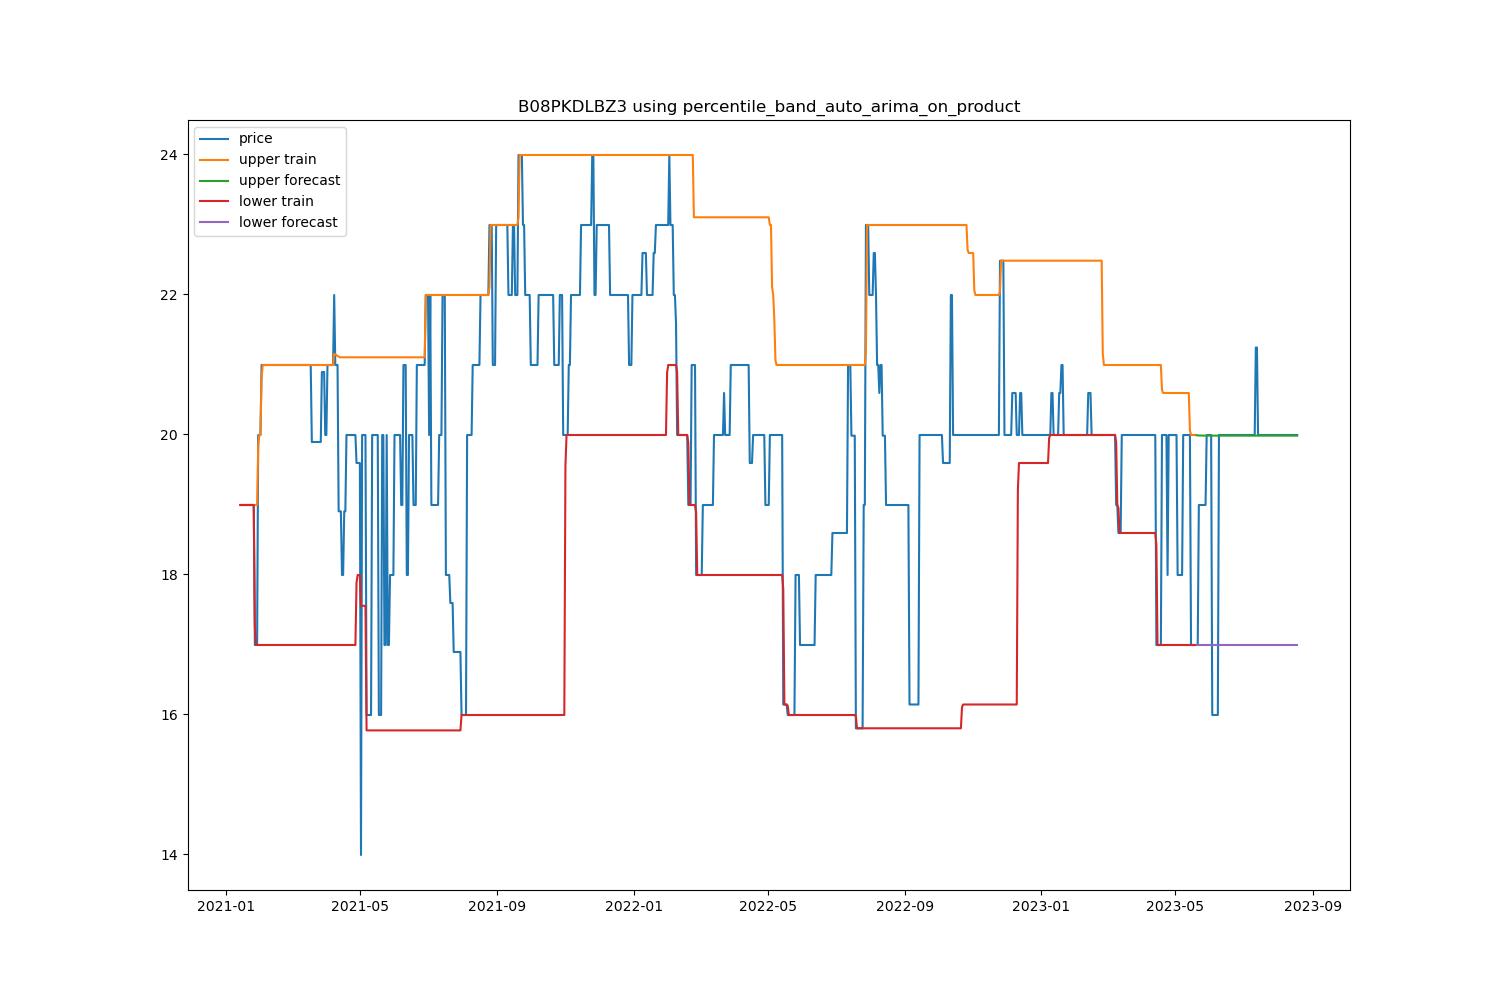 B08PKDLBZ3 using percentile_band_auto_arima_on_product
price
upper train
upper forecast
lower train
lower forecast
24
22
20
18
16
14
2021-01 2021-05 2021-09 2022-01 2022-05 2022-09 2023-01 2023-05 2023-09